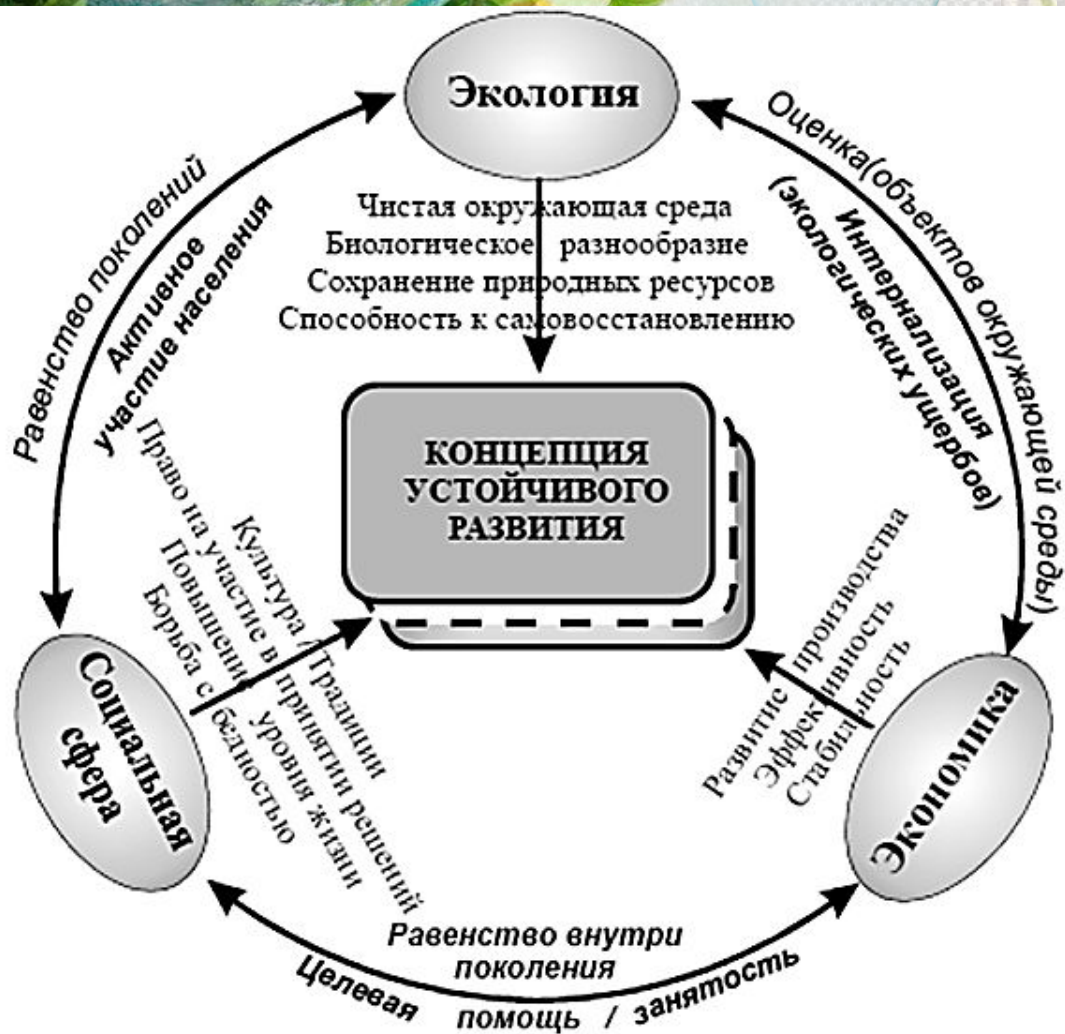 Экология
Чистая окружающая среда
Биологическое разнообразие
Сохранение природных ресурсов
Способность к самовосстановлению
Равенство поколений
Активное
участие населения
Оценка(объектов окружающей среды)
Интернализация
(экологических ущербов)
КОНЦЕПЦИЯ
УСТОЙЧИВОГО
РАЗВИТИЯ
Социальная
сфера
Культура / Традиции
Право на участие в принятии решений
Повышение уровня жизни
Борьба с бедностью
Развитие производства
Эффективность
Стабильность
Экономика
Равенство внутри
поколения
Целевая помощь / занятость